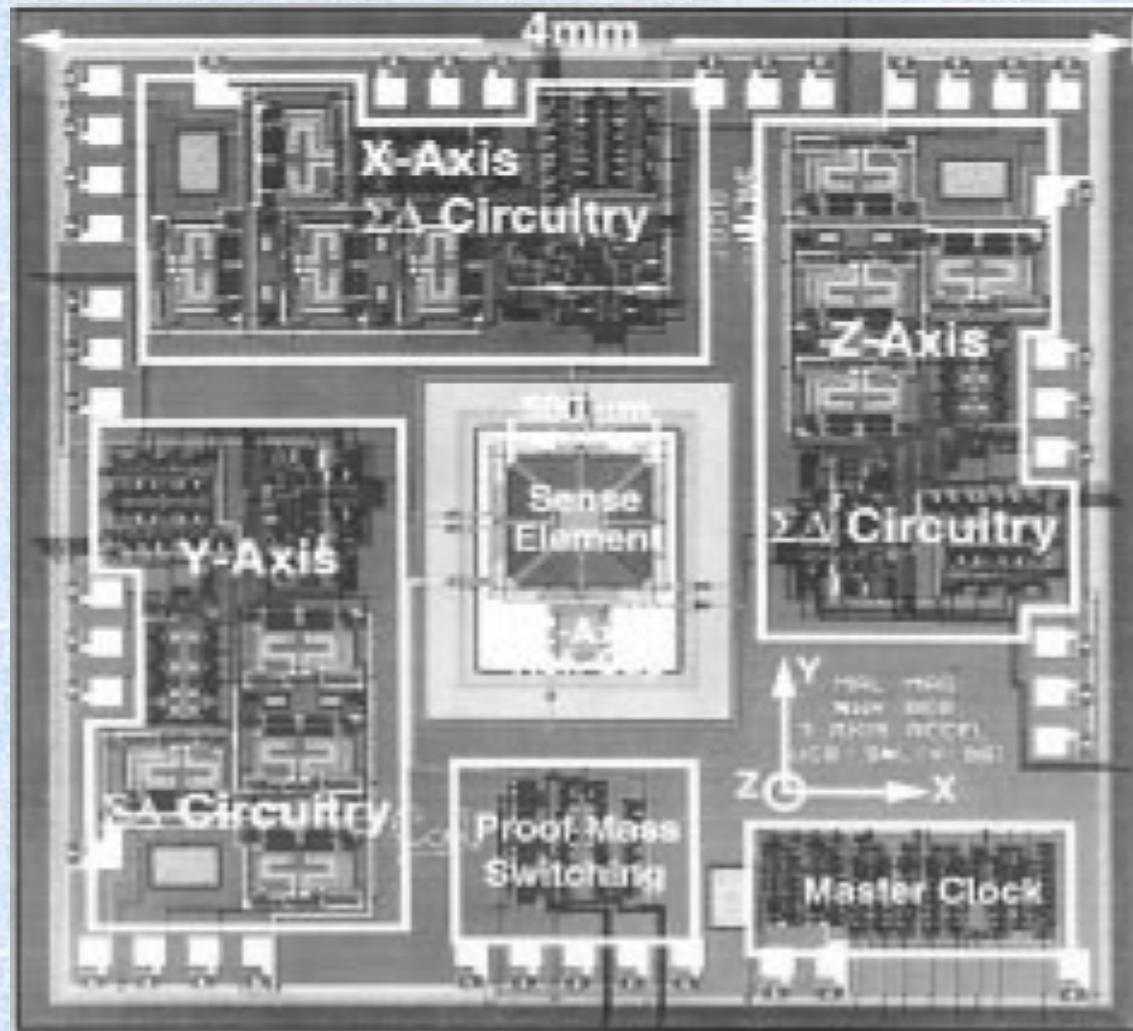 4mm
X-Axis
ΣΔ Circuitry
Z-Axis
ΣΔ Circuitry
Sense
Element
Y-Axis
ΣΔ Circuitry
Y
Z
X
Proof Mass
Switching
Master Clock